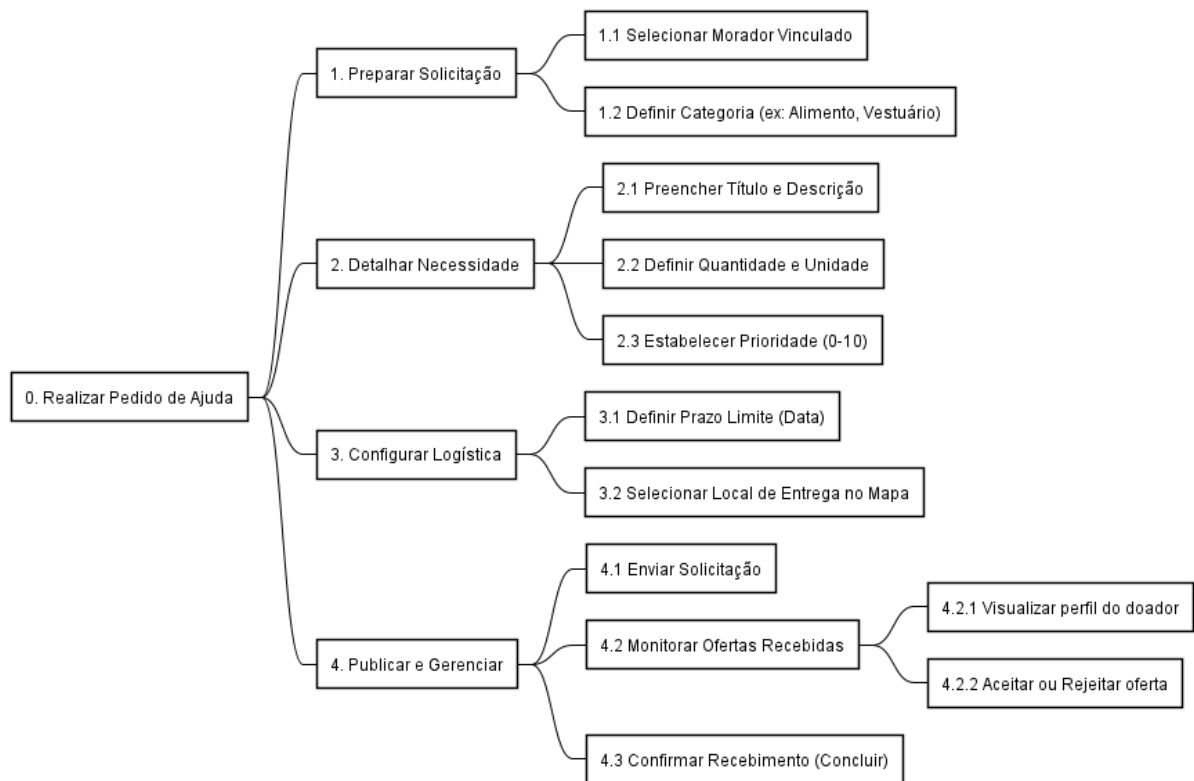 0. Realizar Pedido de Ajuda
1. Preparar Solicitação
1.1 Selecionar Morador Vinculado
1.2 Definir Categoria (ex: Alimento, Vestuário)
2. Detalhar Necessidade
2.1 Preencher Título e Descrição
2.2 Definir Quantidade e Unidade
2.3 Estabelecer Prioridade (0-10)
3. Configurar Logística
3.1 Definir Prazo Limite (Data)
3.2 Selecionar Local de Entrega no Mapa
4. Publicar e Gerenciar
4.1 Enviar Solicitação
4.2 Monitorar Ofertas Recebidas
4.2.1 Visualizar perfil do doador
4.2.2 Aceitar ou Rejeitar oferta
4.3 Confirmar Recebimento (Concluir)